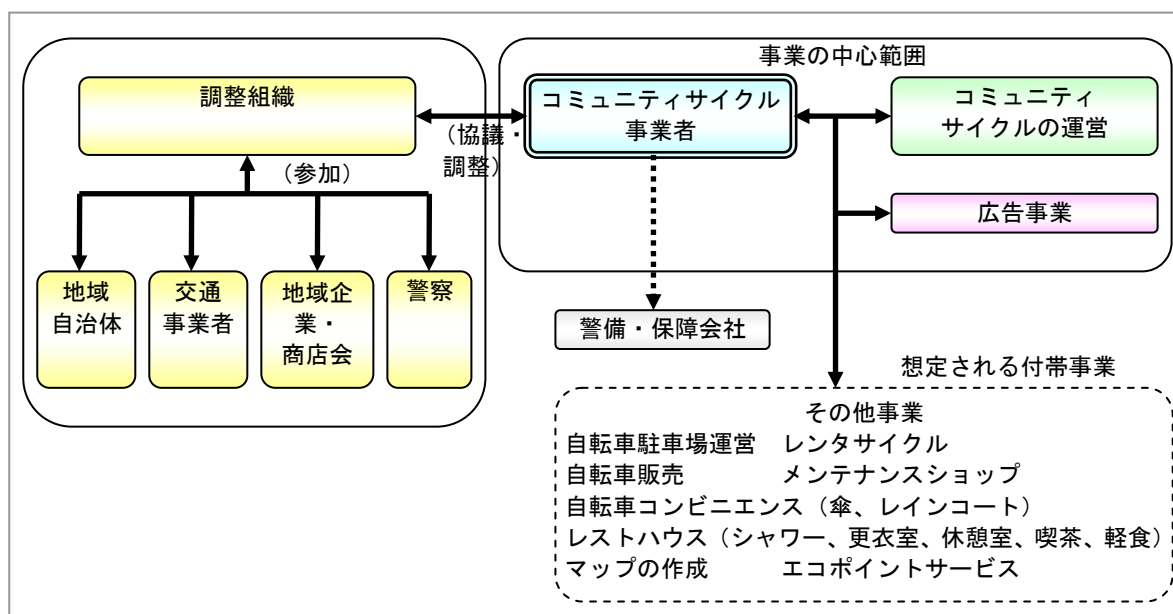 事業の中心範囲
調整組織
（協議・
調整）
コミュニティサイクル
事業者
コミュニティ
サイクルの運営
（参加）
広告事業
地域
自治体
交通
事業者
地域企
業・
商店会
警察
警備・保障会社
想定される付帯事業
その他事業
自転車駐車場運営　レンタサイクル
自転車販売　　　　メンテナンスショップ
自転車コンビニエンス（傘、レインコート）
レストハウス（シャワー、更衣室、休憩室、喫茶、軽食）
マップの作成　　　エコポイントサービス